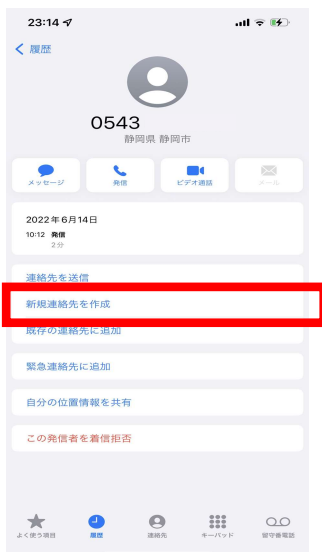 23:14
履歴
0543
静岡県 静岡市
メッセージ
発信
ビデオ通話
メール
2022年6月14日
10:12 発信
2分
連絡先を送信
新規連絡先を作成
既存の連絡先に追加
緊急連絡先に追加
自分の位置情報を共有
この発信者を着信拒否
よく使う項目
履歴
連絡先
キーパッド
留守番電話